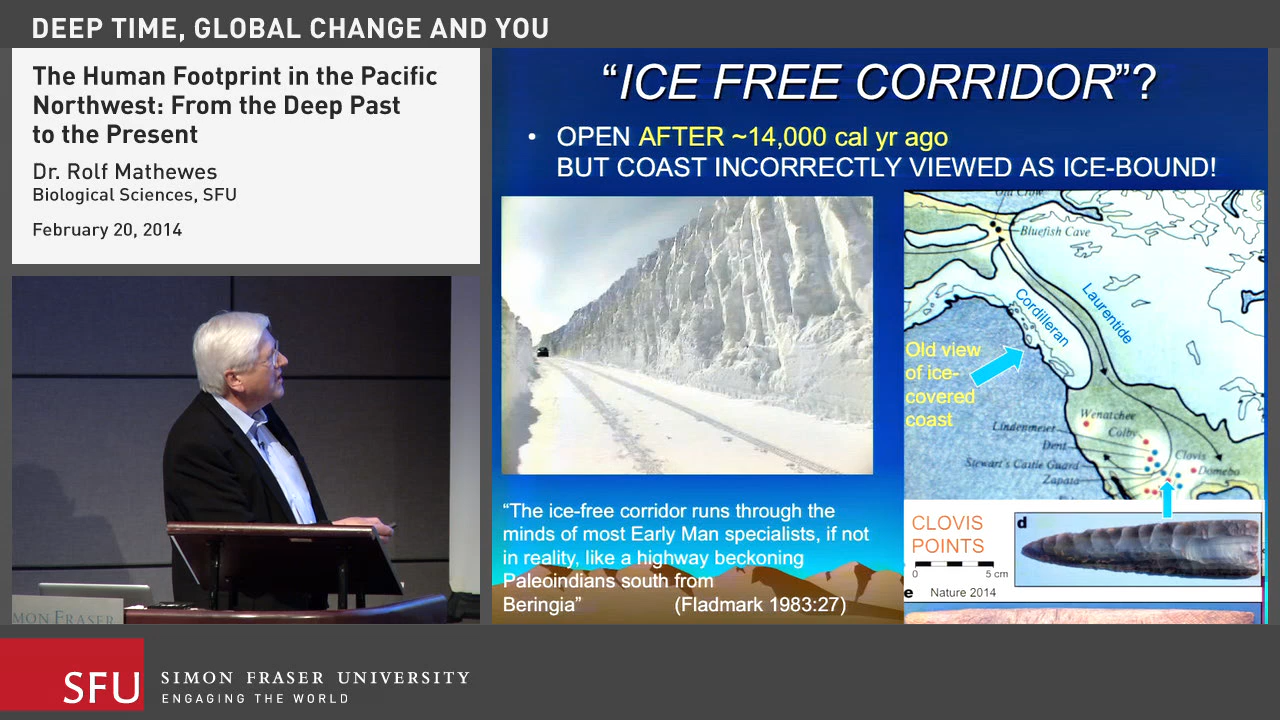 DEEP TIME, GLOBAL CHANGE AND YOU
The Human Footprint in the Pacific
Northwest: From the Deep Past
to the Present
Dr. Rolf Mathewes
Biological Sciences, SFU
February 20, 2014
“ICE FREE CORRIDOR”?
• OPEN AFTER ~14,000 cal yr ago
BUT COAST INCORRECTLY VIEWED AS ICE-BOUND!
Old Crow
Bluefish Cave
Cordilleran
Laurentide
Old view
of ice-
covered
coast
Wenatchee
Lindenmeier
Colby
Dent
Clovis
Stewart's Cattle Guard
Domebo
Zapata
“The ice-free corridor runs through the
minds of most Early Man specialists, if not
in reality, like a highway beckoning
Paleoindians south from
Beringia” (Fladmark 1983:27)
CLOVIS
POINTS
0 5 cm
d
e Nature 2014
MON FRASER
SFU
SIMON FRASER UNIVERSITY
ENGAGING THE WORLD